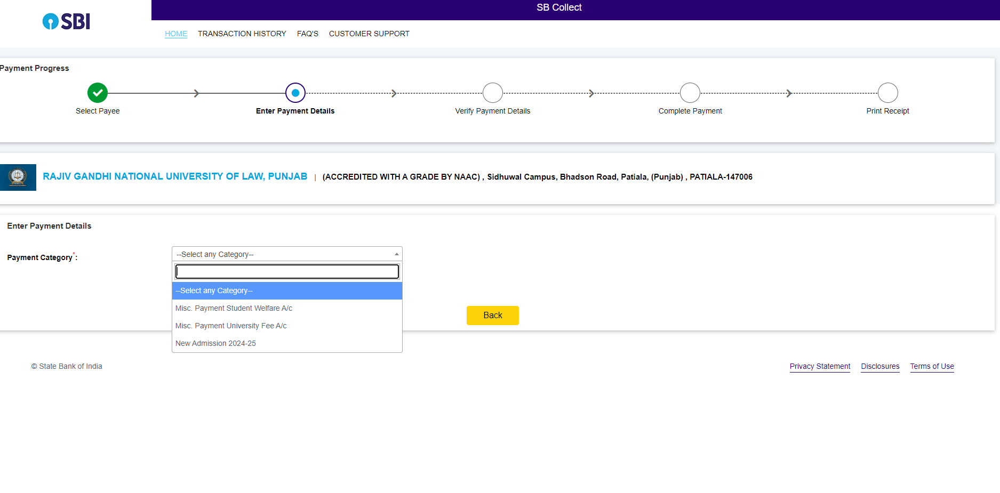 SBI
SB Collect
HOME TRANSACTION HISTORY FAQ'S CUSTOMER SUPPORT
Payment Progress
Select Payee Enter Payment Details Verify Payment Details Complete Payment Print Receipt
RAJIV GANDHI NATIONAL UNIVERSITY OF LAW, PUNJAB | (ACCREDITED WITH A GRADE BY NAAC) , Sidhuwal Campus, Bhadson Road, Patiala, (Punjab) , PATIALA-147006
Enter Payment Details
Payment Category*: --Select any Category--
--Select any Category--
Misc. Payment Student Welfare A/c
Misc. Payment University Fee A/c
New Admission 2024-25
Back
© State Bank of India Privacy Statement Disclosures Terms of Use